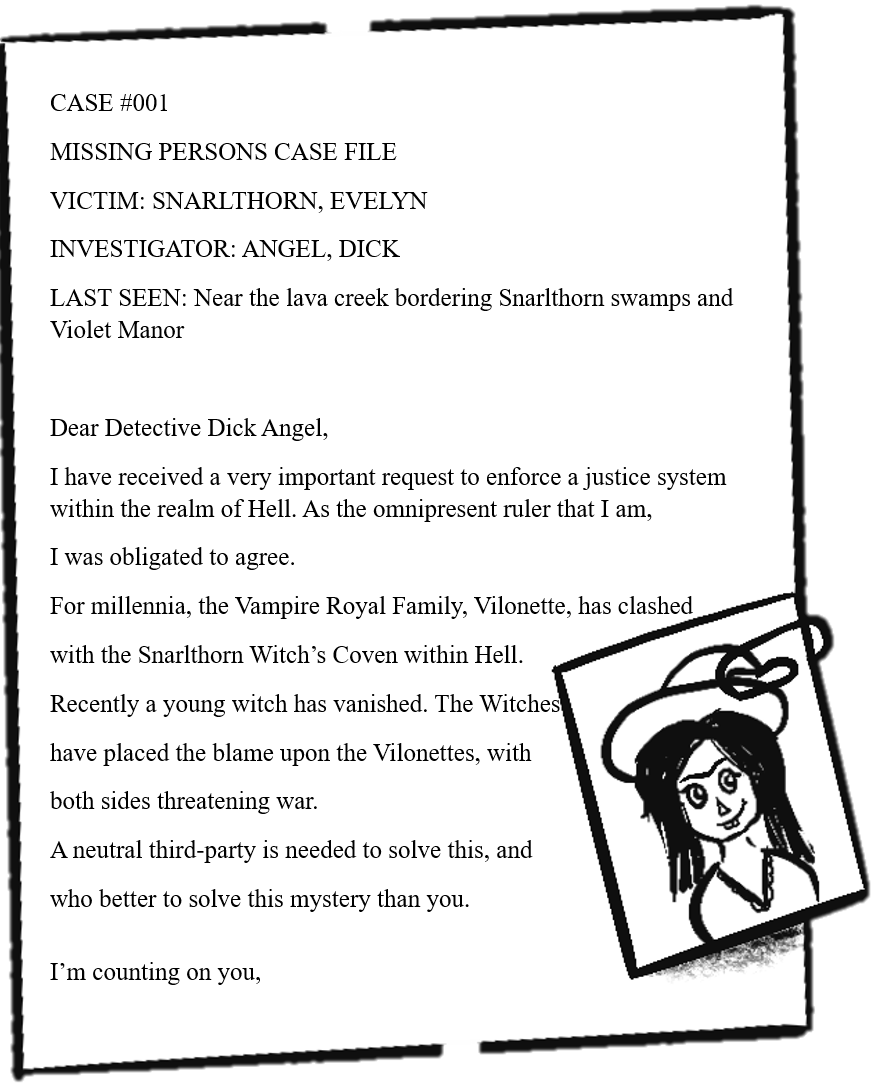 CASE #001
MISSING PERSONS CASE FILE
VICTIM: SNARLTHORN, EVELYN
INVESTIGATOR: ANGEL, DICK
LAST SEEN: Near the lava creek bordering Snarlthorn swamps and
Violet Manor
Dear Detective Dick Angel,
I have received a very important request to enforce a justice system
within the realm of Hell. As the omnipresent ruler that I am,
I was obligated to agree.
For millennia, the Vampire Royal Family, Vilonette, has clashed
with the Snarlthorn Witch’s Coven within Hell.
Recently a young witch has vanished. The Witches
have placed the blame upon the Vilonettes, with
both sides threatening war.
A neutral third-party is needed to solve this, and
who better to solve this mystery than you.
I’m counting on you,